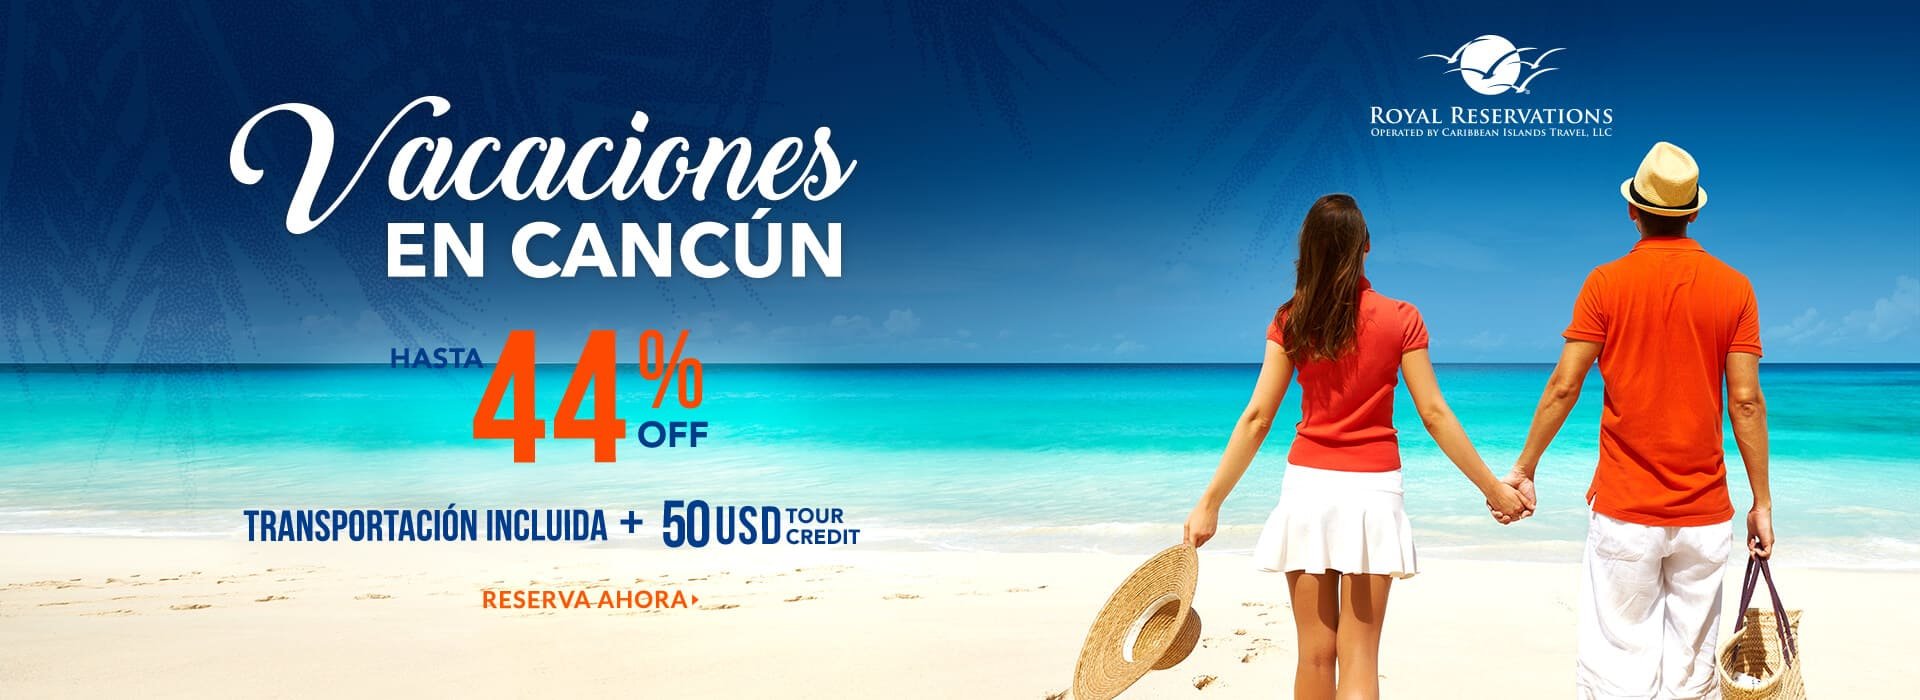 Vacaciones
EN CANCÚN
HASTA 44% OFF
TRANSPORTACIÓN INCLUIDA + 50 USD TOUR CREDIT
RESERVA AHORA
ROYAL RESERVATIONS
OPERATED BY CARIBBEAN ISLANDS TRAVEL, LLC